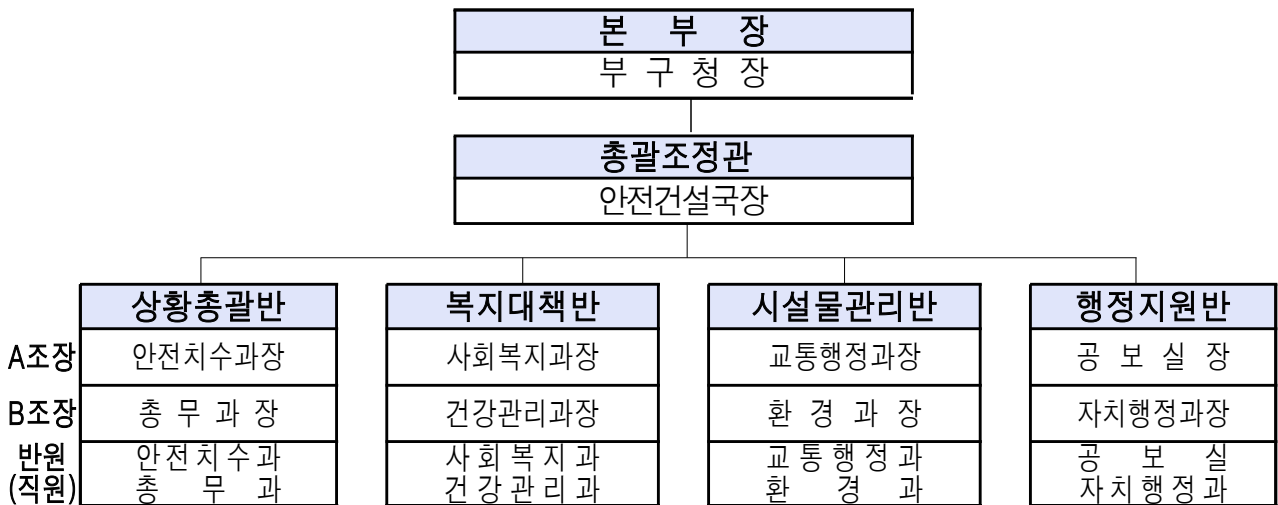 본 부 장
부 구 청 장
총괄조정관
안전건설국장
상황총괄반 복지대책반 시설물관리반 행정지원반
A조장 안전치수과장 사회복지과장 교통행정과장 공 보 실 장
B조장 총 무 과 장 건강관리과장 환 경 과 장 자치행정과장
반원 안전치수과 사회복지과 교통행정과 공 보 실
(직원) 총 무 과 건강관리과 환 경 과 자치행정과